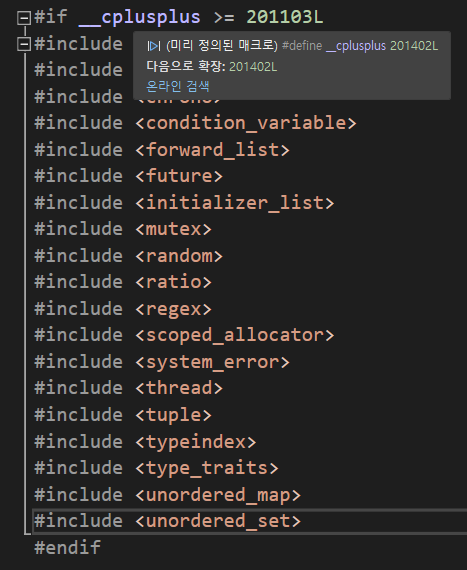 #if __cplusplus >= 201103L
#include
(미리 정의된 매크로) #define __cplusplus 201402L
#include
다음으로 확장: 201402L
#include
온라인 검색
#include <condition_variable>
#include <forward_list>
#include <future>
#include <initializer_list>
#include <mutex>
#include <random>
#include <ratio>
#include <regex>
#include <scoped_allocator>
#include <system_error>
#include <thread>
#include <tuple>
#include <typeindex>
#include <type_traits>
#include <unordered_map>
#include <unordered_set>
#endif